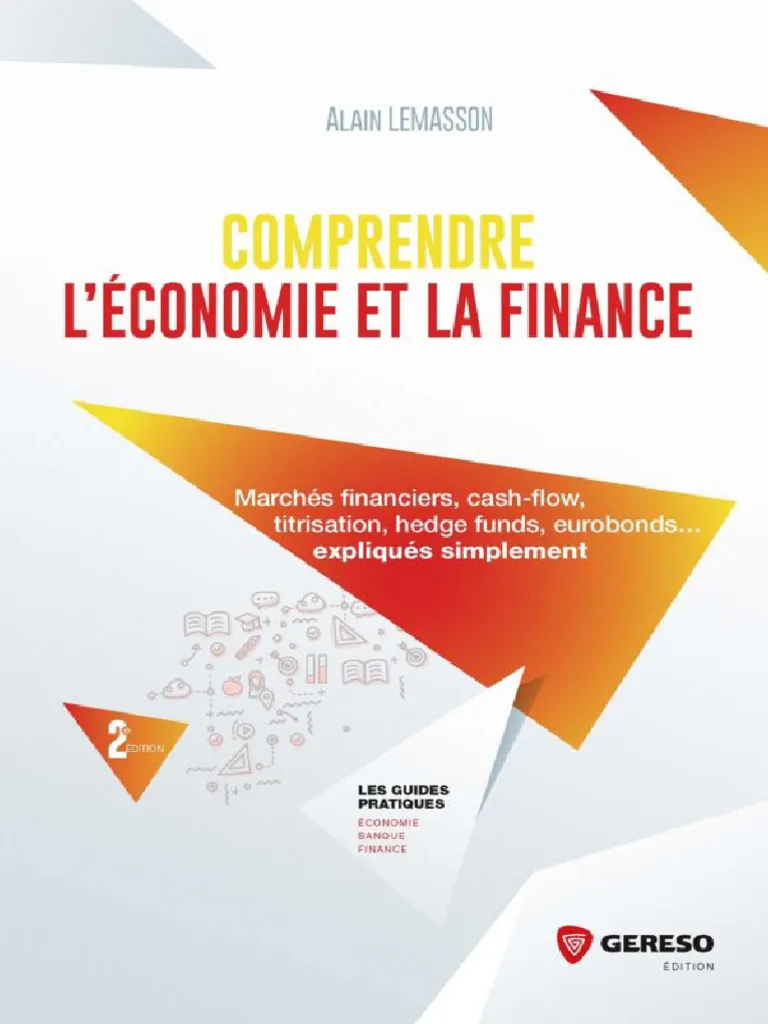 ALAIN LEMASSON
COMPRENDRE
L'ÉCONOMIE ET LA FINANCE
Marchés financiers, cash-flow,
titrisation, hedge funds, eurobonds...
expliqués simplement
2e ÉDITION
LES GUIDES
PRATIQUES
ÉCONOMIE
BANQUE
FINANCE
GERESO
ÉDITION